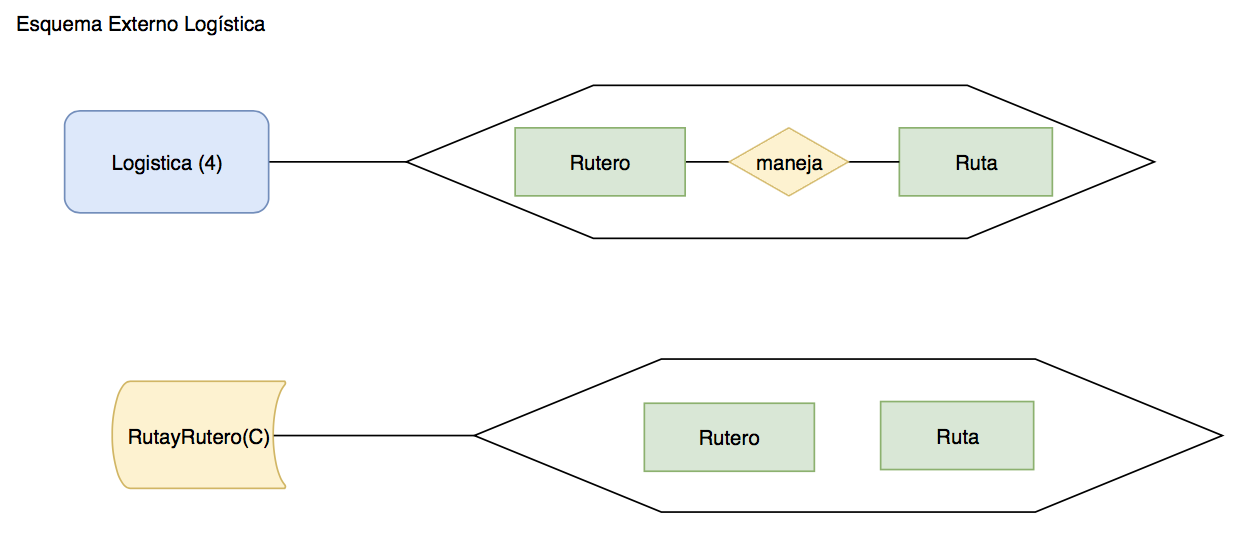 Esquema Externo Logística
Logistica (4)
Rutero
maneja
Ruta
RutayRutero(C)
Rutero
Ruta